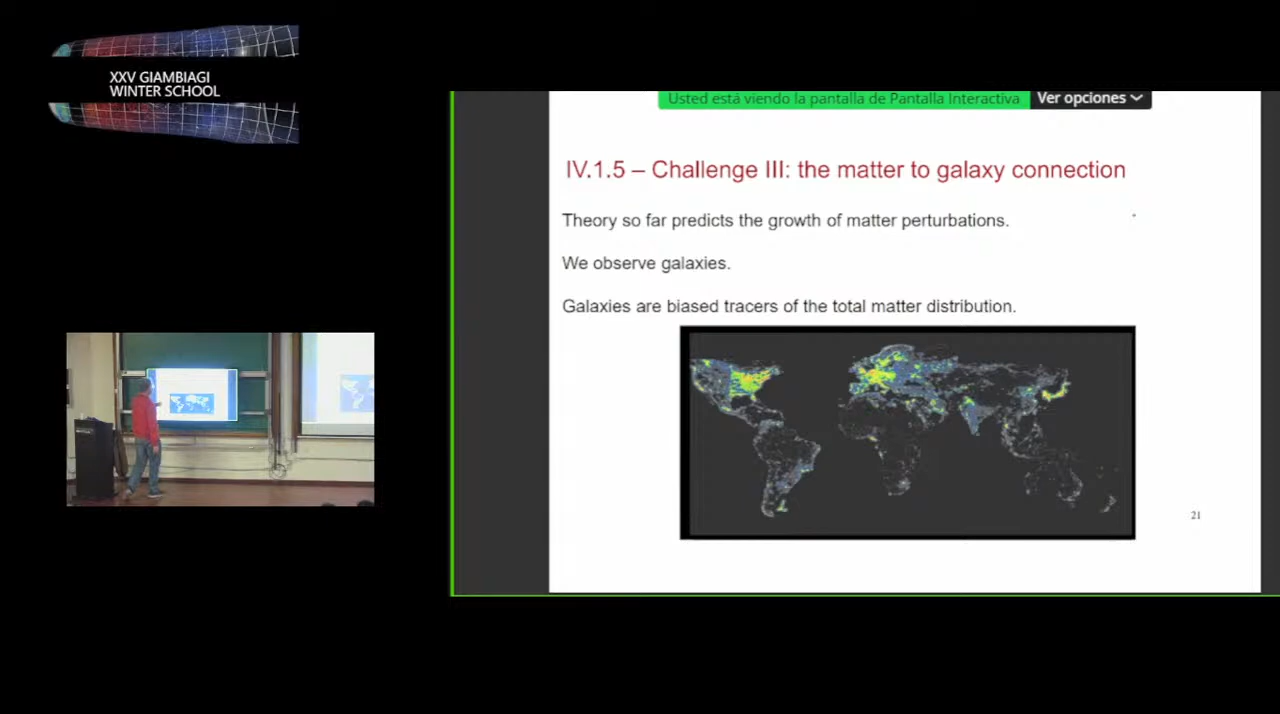 XXV GIAMBIAGI
WINTER SCHOOL
Usted está viendo la pantalla de Pantalla Interactiva
Ver opciones
IV.1.5 – Challenge III: the matter to galaxy connection
Theory so far predicts the growth of matter perturbations.
We observe galaxies.
Galaxies are biased tracers of the total matter distribution.
21